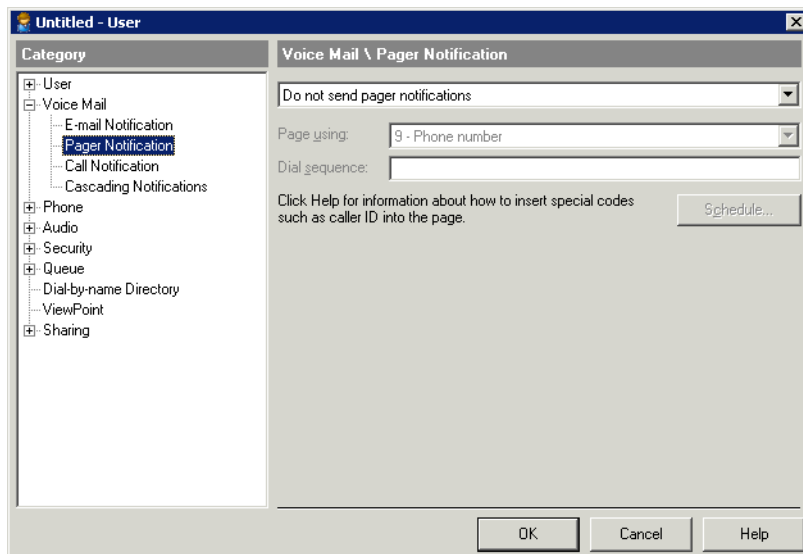 Untitled - User
Category
User
Voice Mail
E-mail Notification
Pager Notification
Call Notification
Cascading Notifications
Phone
Audio
Security
Queue
Dial-by-name Directory
ViewPoint
Sharing
Voice Mail \ Pager Notification
Do not send pager notifications
Page using: 9 - Phone number
Dial sequence:
Click Help for information about how to insert special codes
such as caller ID into the page.
Schedule...
OK Cancel Help